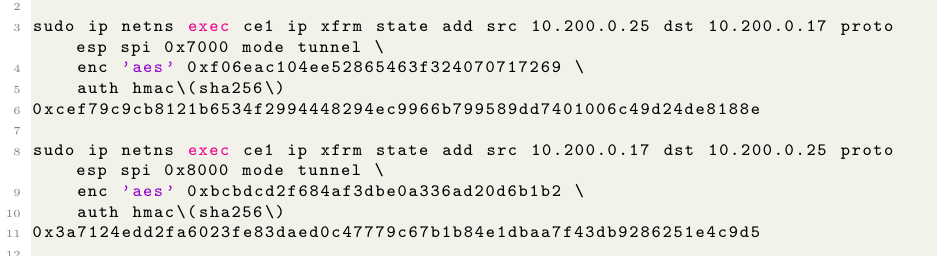 2
3 sudo ip netns exec ce1 ip xfrm state add src 10.200.0.25 dst 10.200.0.17 proto
esp spi 0x7000 mode tunnel \
4 enc 'aes' 0xf06eac104ee52865463f324070717269 \
5 auth hmac\(sha256\)
6 0xcef79c9cb8121b6534f2994448294ec9966b799589dd7401006c49d24de8188e
7
8 sudo ip netns exec ce1 ip xfrm state add src 10.200.0.17 dst 10.200.0.25 proto
esp spi 0x8000 mode tunnel \
9 enc 'aes' 0xbcbdcd2f684af3dbe0a336ad20d6b1b2 \
10 auth hmac\(sha256\)
11 0x3a7124edd2fa6023fe83daed0c47779c67b1b84e1dbaa7f43db9286251e4c9d5
12